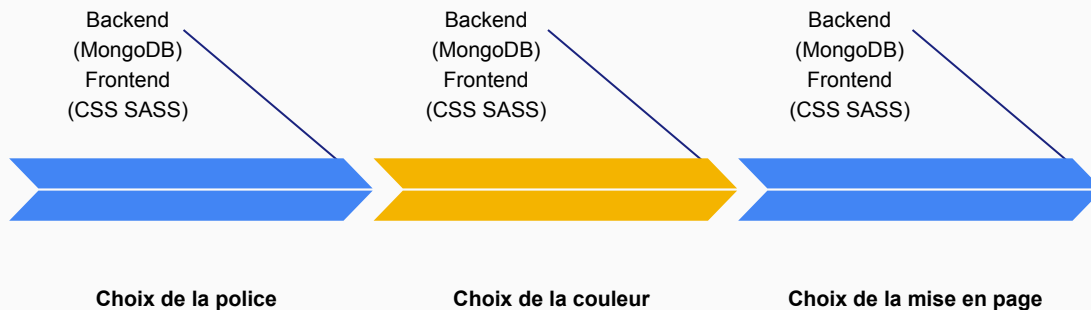 Backend
(MongoDB)
Frontend
(CSS SASS)
Backend
(MongoDB)
Frontend
(CSS SASS)
Backend
(MongoDB)
Frontend
(CSS SASS)
Choix de la police
Choix de la couleur
Choix de la mise en page